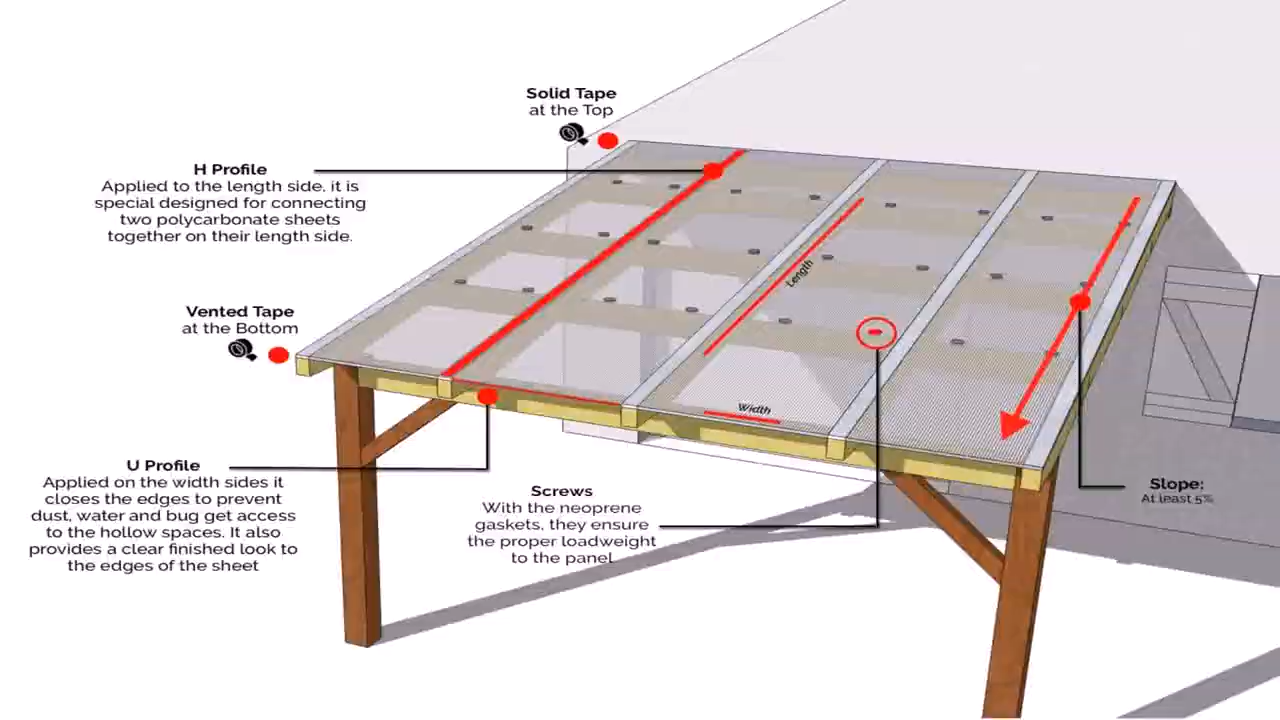 Solid Tape
at the Top
H Profile
Applied to the length side, it is
special designed for connecting
two polycarbonate sheets
together on their length side.
Length
Vented Tape
at the Bottom
Width
U Profile
Applied on the width sides it
closes the edges to prevent
dust, water and bug get access
to the hollow spaces. It also
provides a clear finished look to
the edges of the sheet
Screws
With the neoprene
gaskets, they ensure
the proper loadweight
to the panel.
Slope:
At least 5%